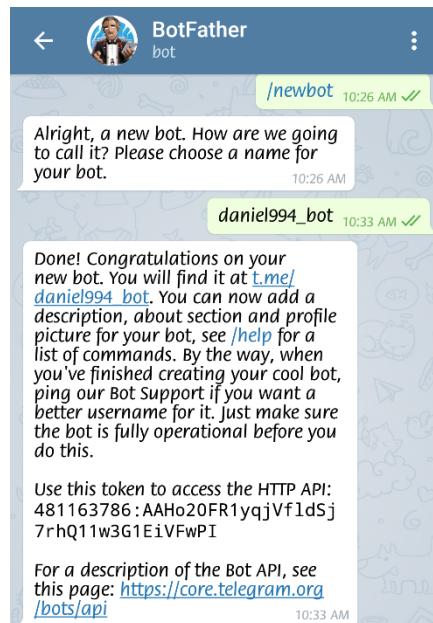 BotFather
bot
/newbot 10:26 AM
Alright, a new bot. How are we going
to call it? Please choose a name for
your bot.
10:26 AM
daniel994_bot 10:33 AM
Done! Congratulations on your
new bot. You will find it at t.me/
daniel994_bot. You can now add a
description, about section and profile
picture for your bot, see /help for a
list of commands. By the way, when
you've finished creating your cool bot,
ping our Bot Support if you want a
better username for it. Just make sure
the bot is fully operational before you
do this.
Use this token to access the HTTP API:
481163786:AAHo2OFR1yqjVfldSj
7rhQ11w3G1EiVFwPI
For a description of the Bot API, see
this page: https://core.telegram.org
/bots/api
10:33 AM